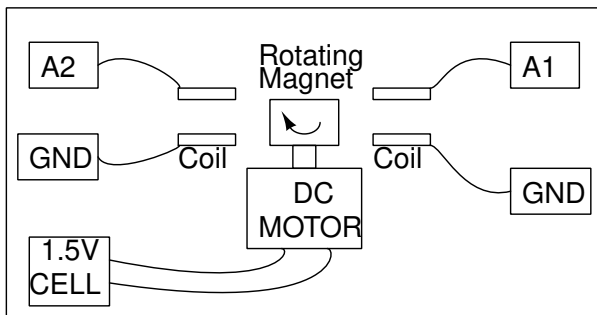 A2
Rotating
Magnet
A1
GND
Coil
Coil
GND
DC
MOTOR
1.5V
CELL